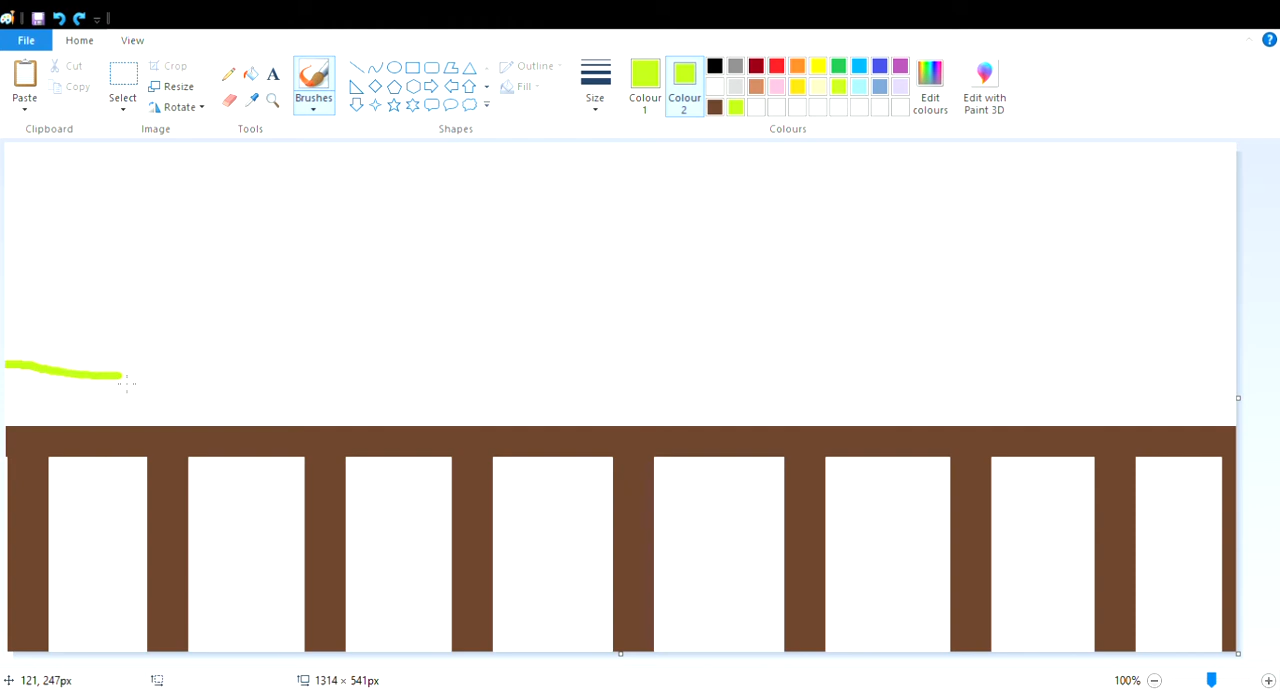 File Home View
Paste
Cut
Copy
Select
Crop
Resize
Rotate
A
Brushes
Outline
Fill
Size
Colour 1
Colour 2
Edit colours
Edit with Paint 3D
?
Clipboard Image Tools Shapes Colours
121, 247px 1314 × 541px 100%